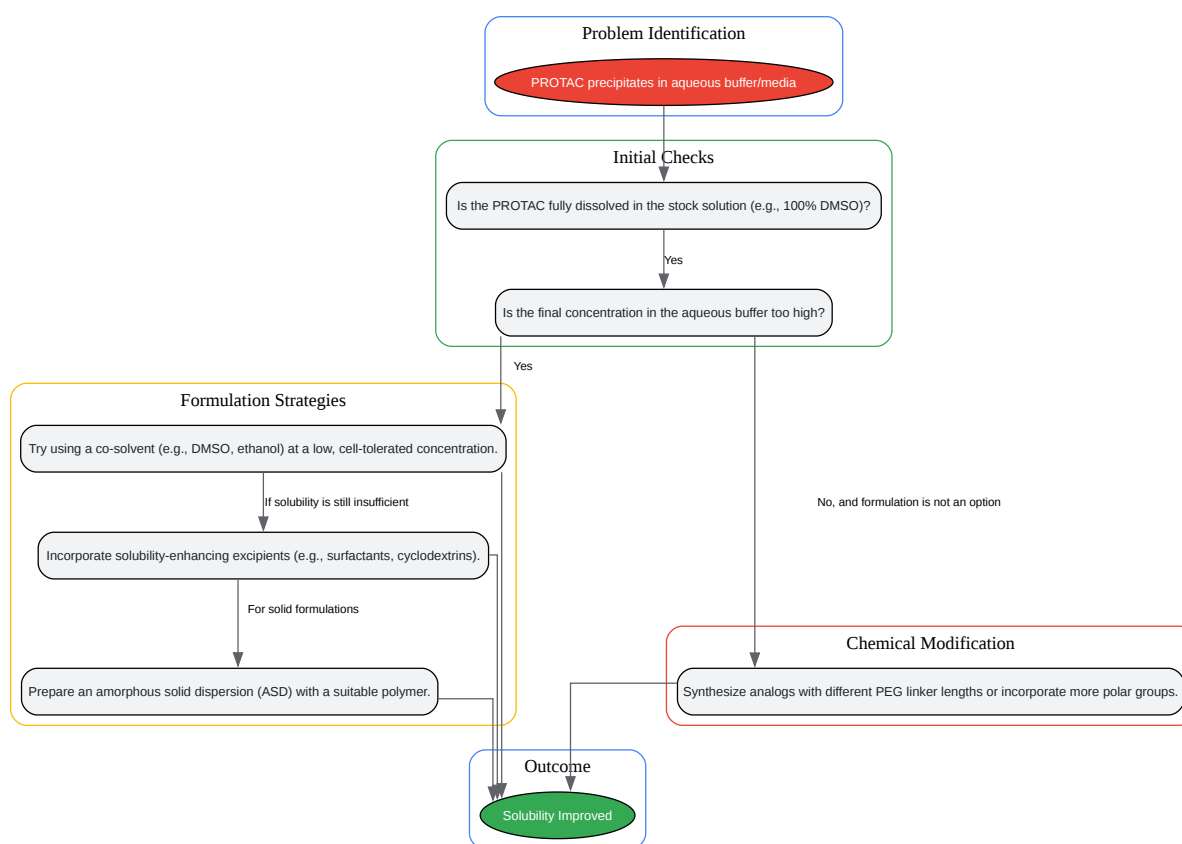 Problem Identification
PROTAC precipitates in aqueous buffer/media
Initial Checks
Is the PROTAC fully dissolved in the stock solution (e.g., 100% DMSO)?
Yes
Is the final concentration in the aqueous buffer too high?
Yes
Formulation Strategies
Try using a co-solvent (e.g., DMSO, ethanol) at a low, cell-tolerated concentration.
If solubility is still insufficient
No, and formulation is not an option
Incorporate solubility-enhancing excipients (e.g., surfactants, cyclodextrins).
For solid formulations
Chemical Modification
Prepare an amorphous solid dispersion (ASD) with a suitable polymer.
Synthesize analogs with different PEG linker lengths or incorporate more polar groups.
Outcome
Solubility Improved